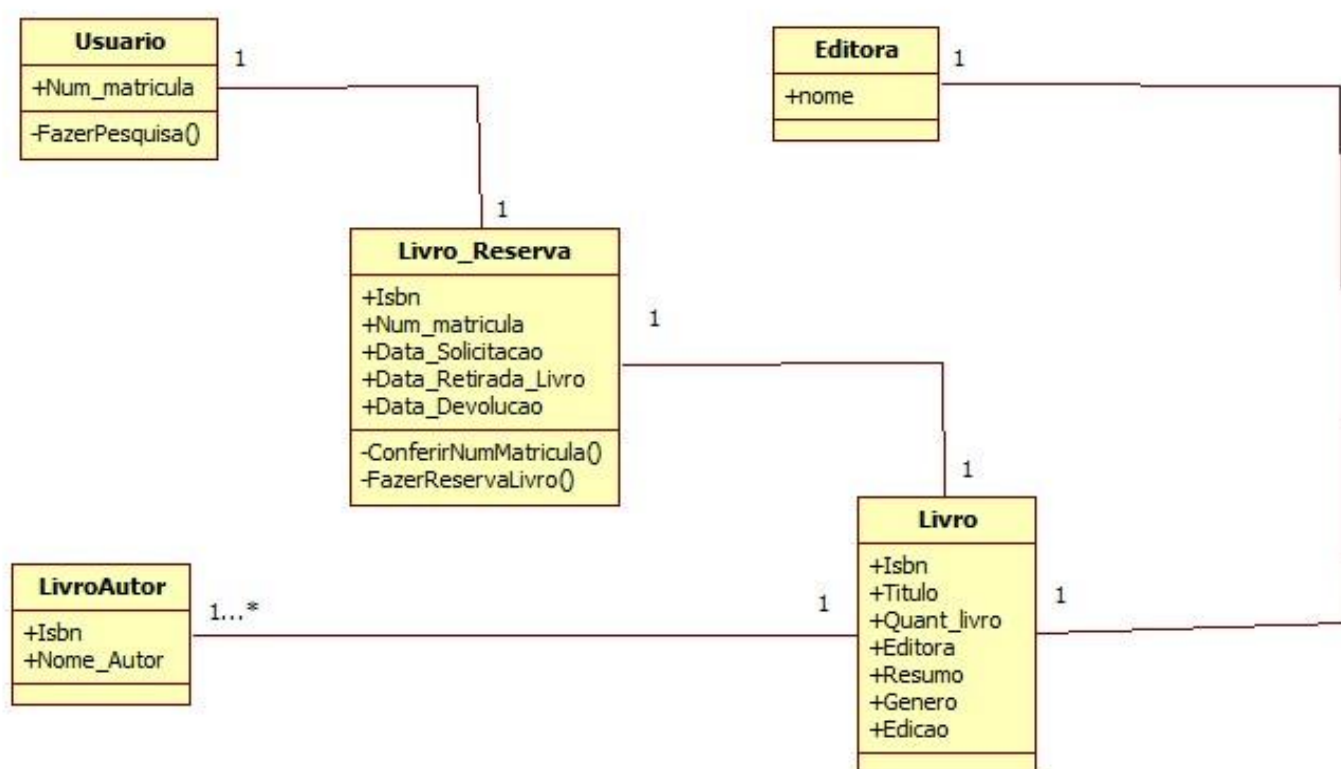 Usuario
+Num_matricula
-FazerPesquisa()
1
1
Editora
+nome
1
Livro_Reserva
+Isbn
+Num_matricula
+Data_Solicitacao
+Data_Retirada_Livro
+Data_Devolucao
-ConferirNumMatricula()
-FazerReservaLivro()
1
1
LivroAutor
+Isbn
+Nome_Autor
1...*
1
Livro
+Isbn
+Titulo
+Quant_livro
+Editora
+Resumo
+Genero
+Edicao
1